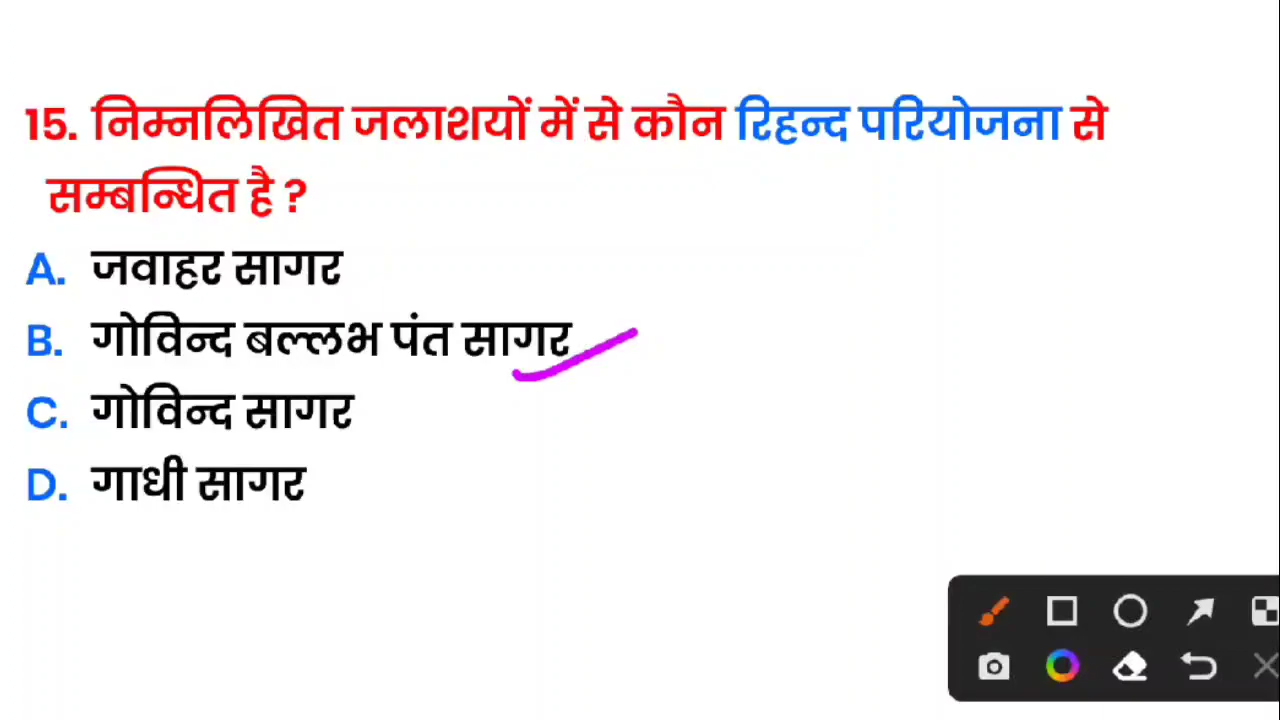 15. निम्नलिखित जलाशयों में से कौन रिहन्द परियोजना से
सम्बन्धित है ?
A. जवाहर सागर
B. गोविन्द बल्लभ पंत सागर
C. गोविन्द सागर
D. गाधी सागर